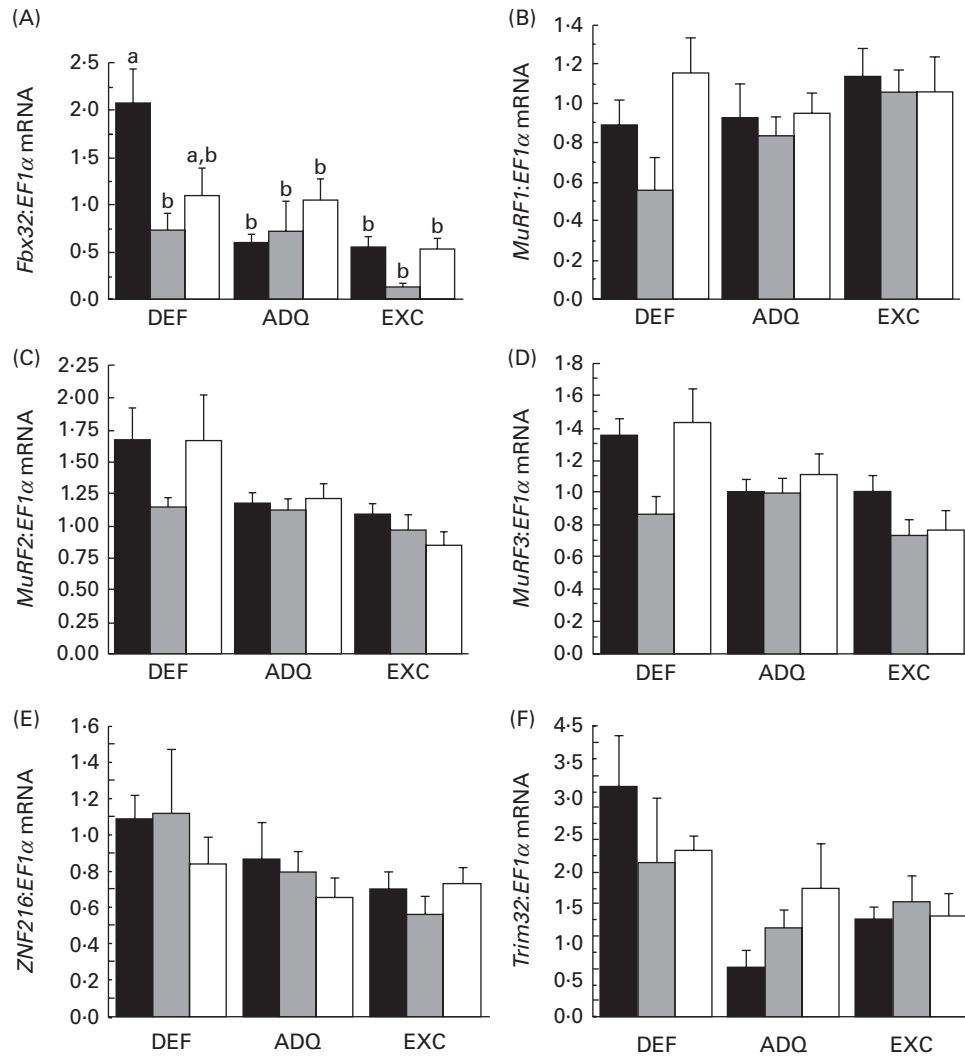 (A)
Fbx32:EF1α mRNA
2·5
2·0
1·5
1·0
0·5
0·0
a
b
a,b
b
b
b
b
b
b
DEF
ADQ
EXC
(B)
MuRF1:EF1α mRNA
1·4
1·2
1·0
0·8
0·6
0·4
0·2
0·0
DEF
ADQ
EXC
(C)
MuRF2:EF1α mRNA
2·25
2·00
1·75
1·50
1·25
1·00
0·75
0·50
0·25
0.00
DEF
ADQ
EXC
(D)
MuRF3:EF1α mRNA
1·8
1·6
1·4
1·2
1·0
0·8
0·6
0·4
0·2
0·0
DEF
ADQ
EXC
(E)
ZNF216:EF1α mRNA
1·6
1·4
1·2
1·0
0·8
0·6
0·4
0·2
0·0
DEF
ADQ
EXC
(F)
Trim32:EF1α mRNA
4·5
3·5
3·0
2·5
2·0
1·5
1·0
0·5
0·0
DEF
ADQ
EXC